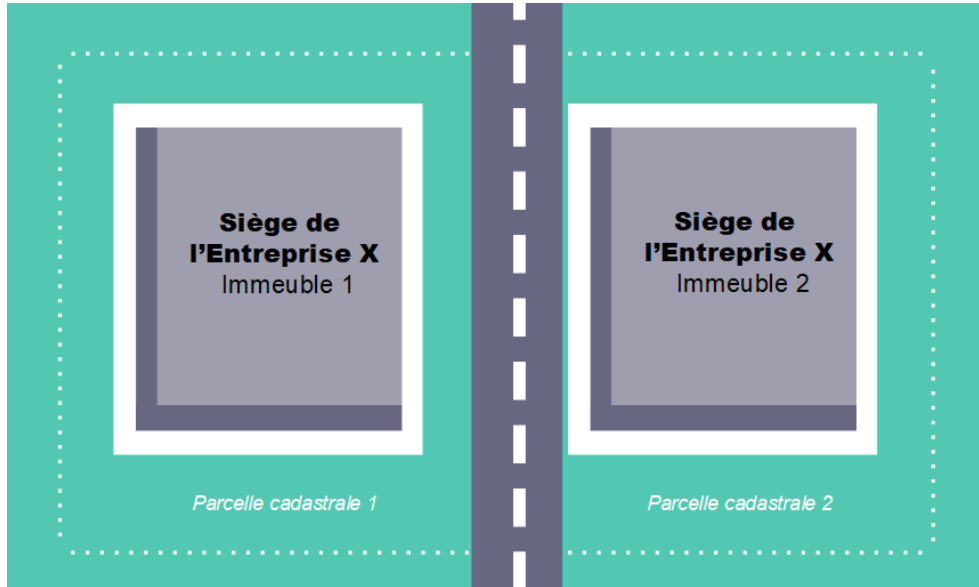 Siège de
l'Entreprise X
Immeuble 1
Siège de
l'Entreprise X
Immeuble 2
Parcelle cadastrale 1
Parcelle cadastrale 2